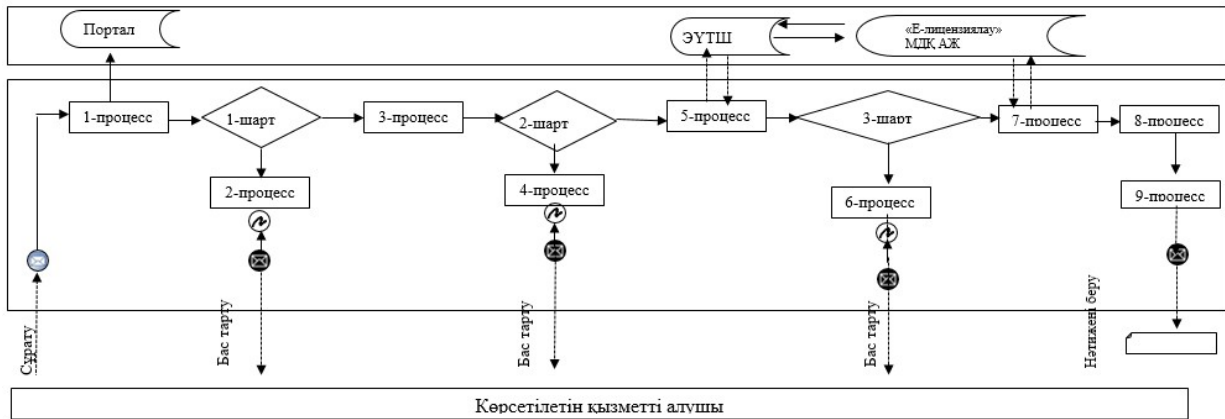 Портал
ЭҮТШ
«Е-лицензиялау»
МДҚ АЖ
1-процесс
1-шарт
3-процесс
2-шарт
5-процесс
3-шарт
7-процесс
8-процесс
2-процесс
4-процесс
6-процесс
9-процесс
Сұрату
Бас тарту
Бас тарту
Бас тарту
Нәтижені беру
Көрсетілетін қызметті алушы